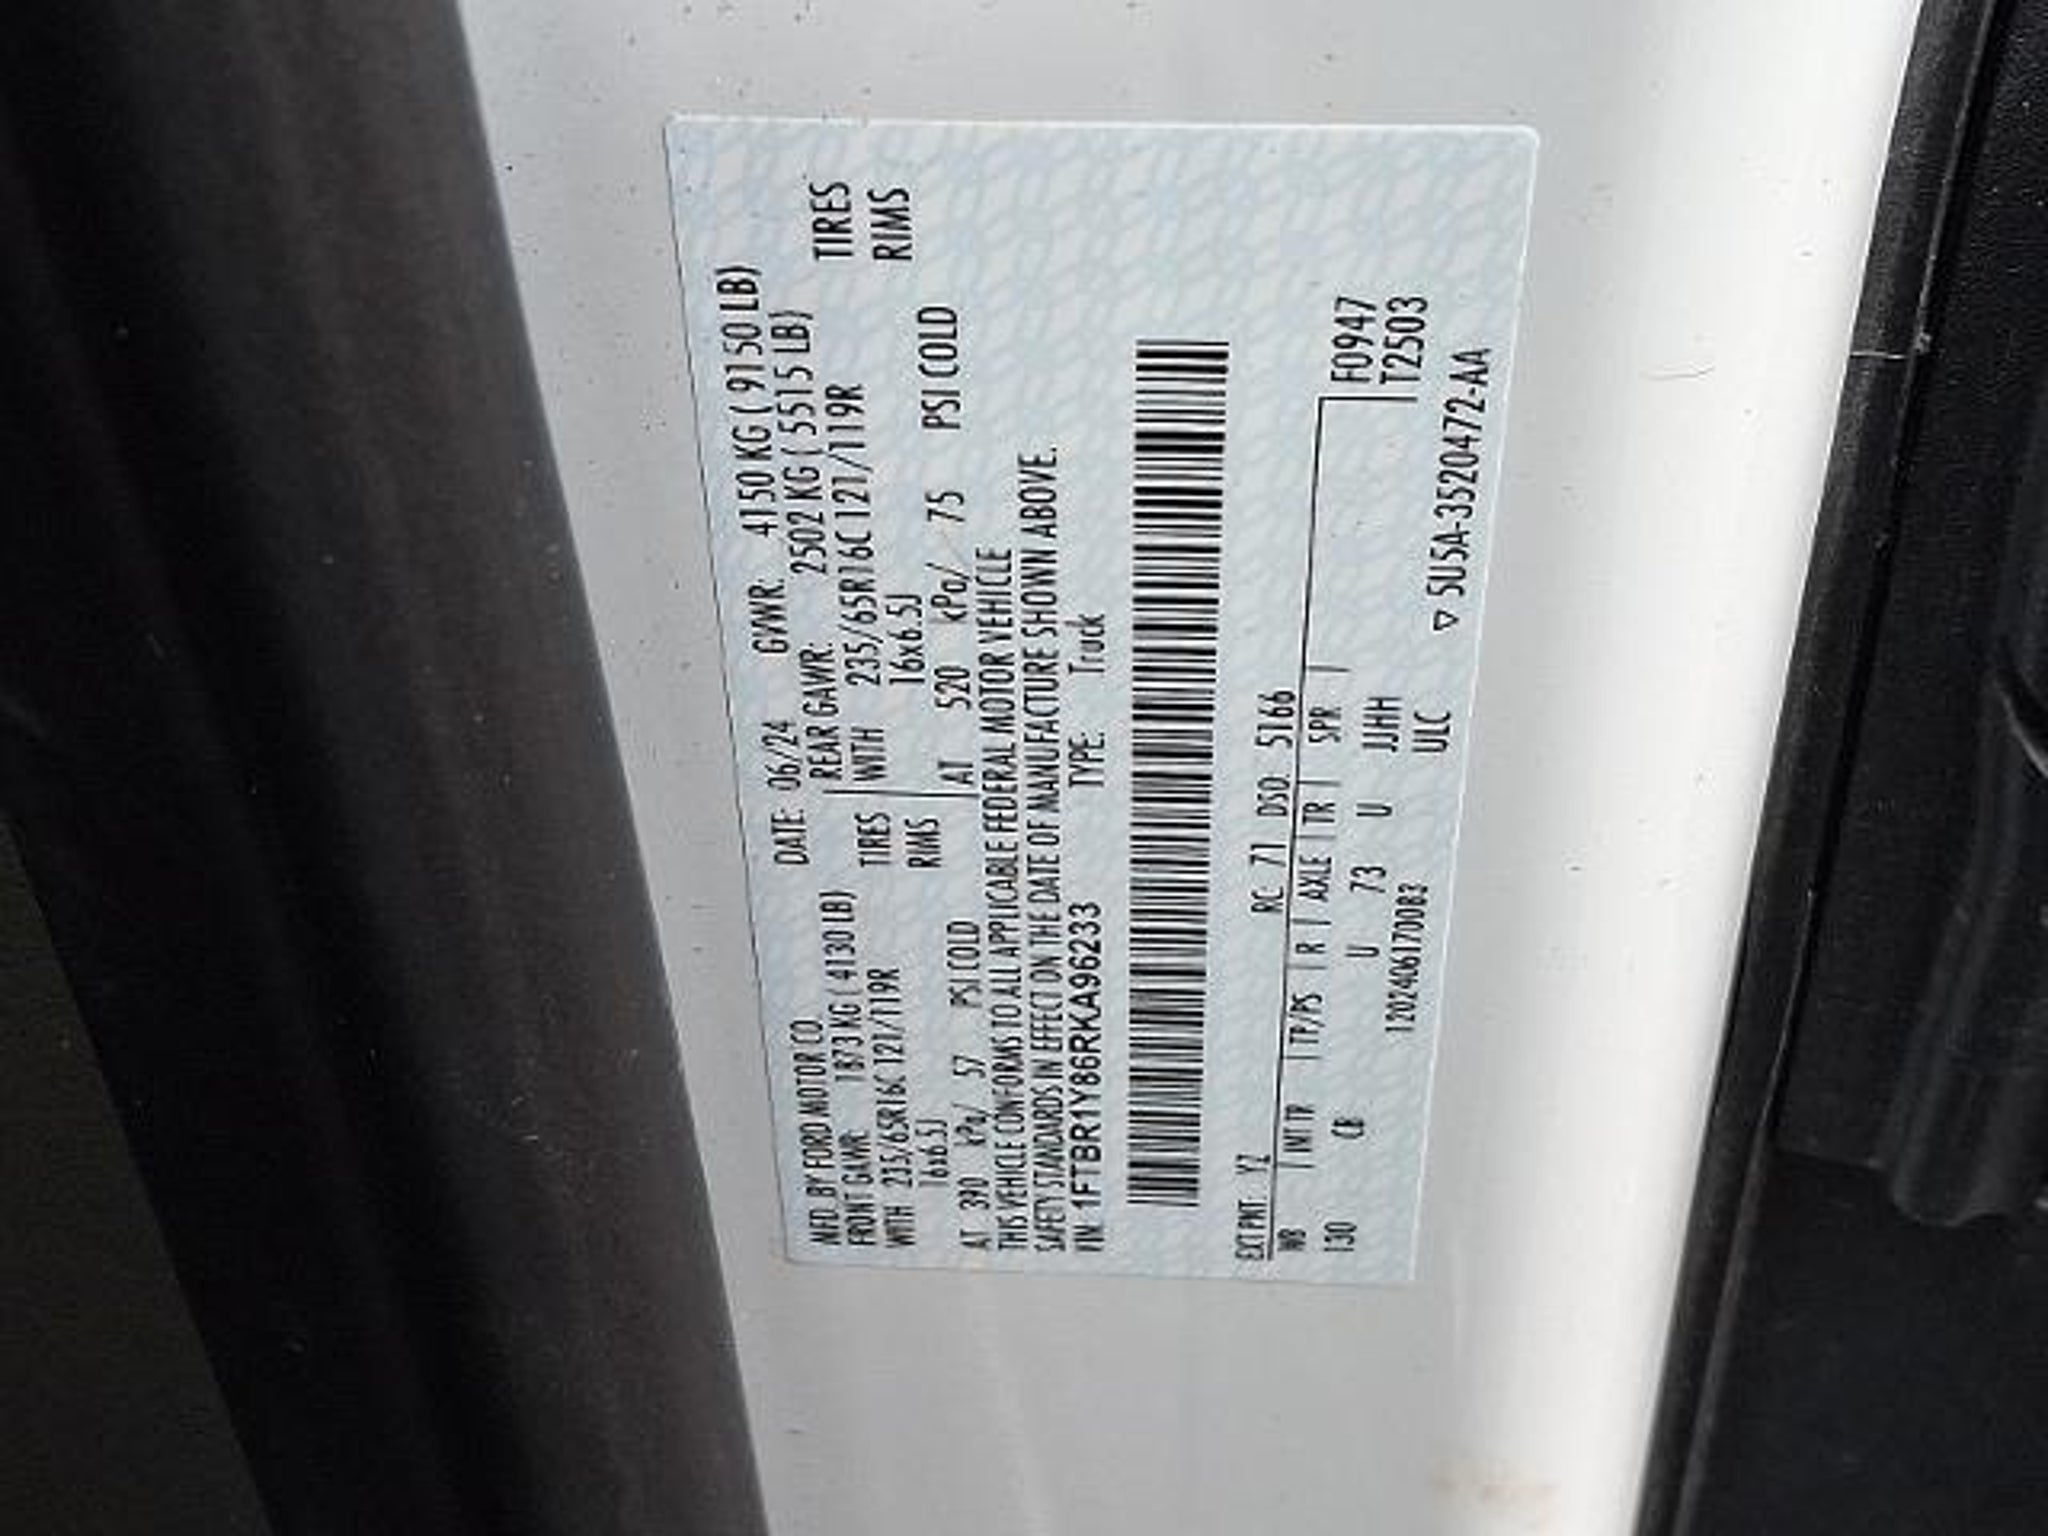 MFD. BY FORD MOTOR CO. DATE: 06/24 GVWR: 4150 KG ( 9150 LB)
FRONT GAWR: 1873 KG ( 4130 LB) REAR GAWR: 2502 KG ( 5515 LB)
WITH 235/65R16C 121/119R TIRES WITH 235/65R16C 121/119R TIRES
16x6.5J RIMS 16x6.5J RIMS
AT 390 kPa/ 57 PSI COLD AT 520 kPa/ 75 PSI COLD
THIS VEHICLE CONFORMS TO ALL APPLICABLE FEDERAL MOTOR VEHICLE
SAFETY STANDARDS IN EFFECT ON THE DATE OF MANUFACTURE SHOWN ABOVE.
VIN: 1FTBR1Y86RKA96233 TYPE: Truck
EXT PNT: YZ RC: 71 DSO: 5166
WB | INT TR | TP/PS | R | AXLE | TR | SPR | F0947
130 CB U 73 U JJHH T2503
12024061700B3 ULC
▽ 5U5A-3520472-AA